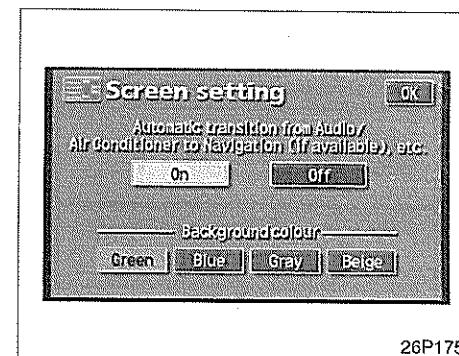 Screen setting
OK
Automatic transition from Audio/
Air Conditioner to Navigation (if available), etc.
On Off
Background colour
Green Blue Gray Beige
26P175